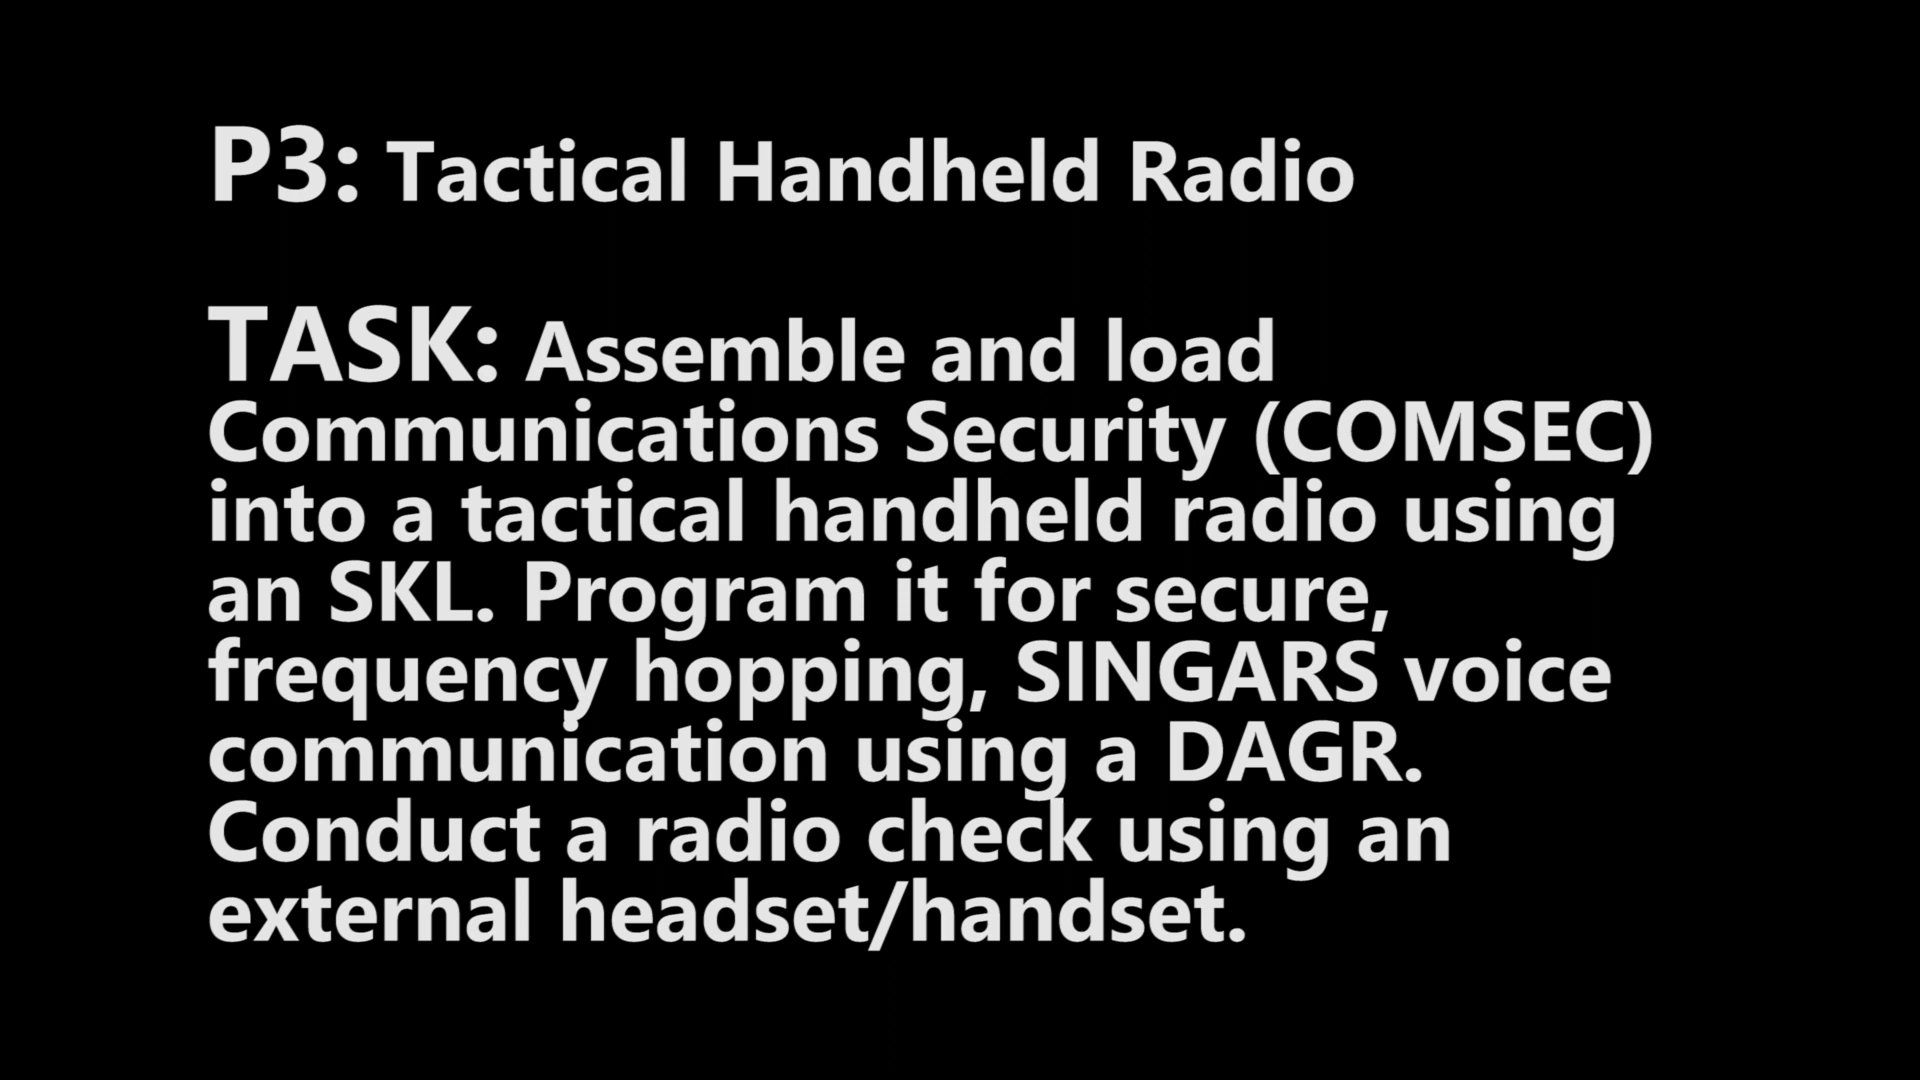 P3: Tactical Handheld Radio
TASK: Assemble and load
Communications Security (COMSEC)
into a tactical handheld radio using
an SKL. Program it for secure,
frequency hopping, SINGARS voice
communication using a DAGR.
Conduct a radio check using an
external headset/handset.